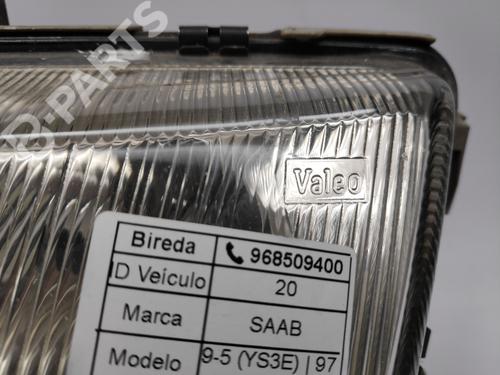 B-PARTS
Valeo
Bireda 968509400
ID Veículo 20
Marca SAAB
Modelo 9-5 (YS3E) | 97